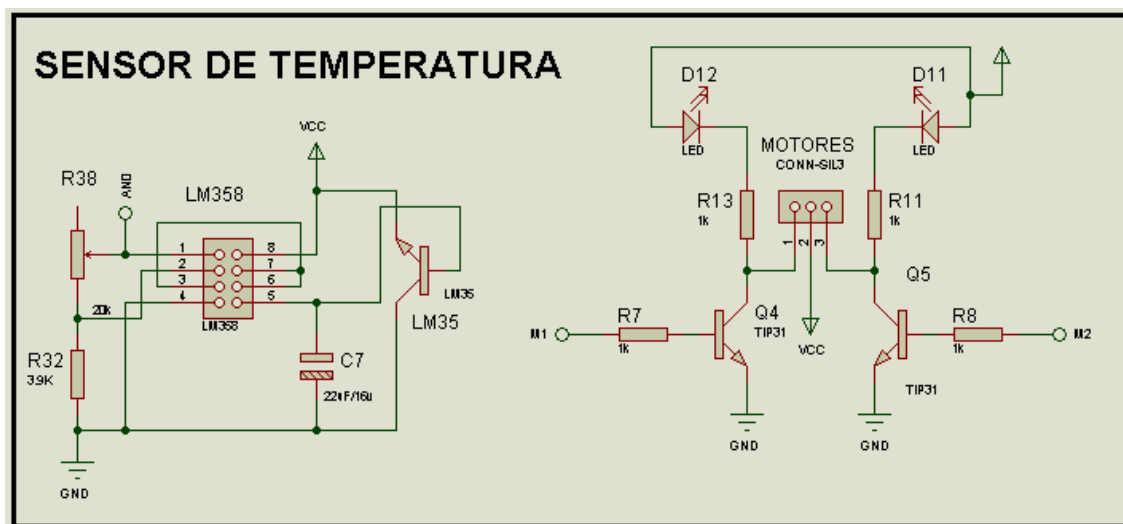 SENSOR DE TEMPERATURA
R38
AN0
20k
R32
3.9K
GND
LM358
1
2
3
4
8
7
6
5
LM358
VCC
C7
22uF/16v
LM35
LM35
D12
LED
D11
LED
MOTORES
CONN-SIL3
1
2
3
VCC
R13
1k
R11
1k
M1
R7
1k
Q4
TIP31
GND
Q5
TIP31
GND
R8
1k
M2